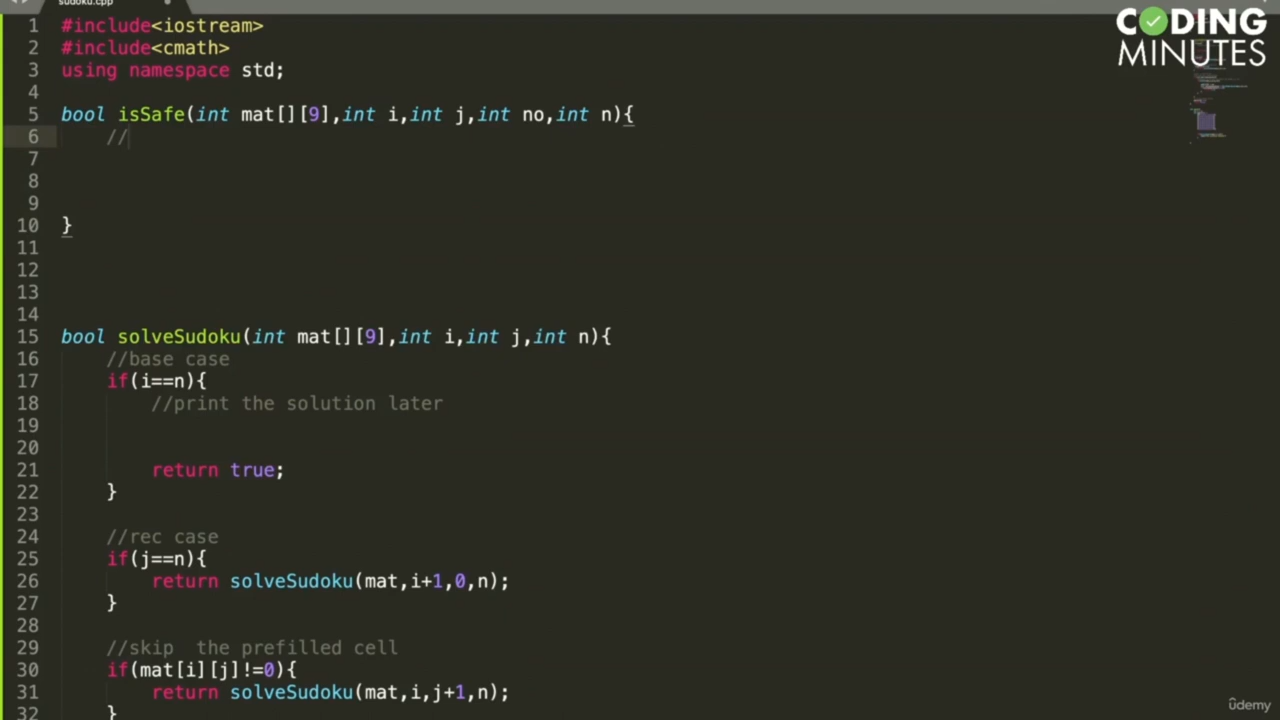 sudoku.cpp
CODING
MINUTES
1 #include<iostream>
2 #include<cmath>
3 using namespace std;
4
5 bool isSafe(int mat[][9],int i,int j,int no,int n){
6 //
7
8
9
10 }
11
12
13
14
15 bool solveSudoku(int mat[][9],int i,int j,int n){
16 //base case
17 if(i==n){
18 //print the solution later
19
20
21 return true;
22 }
23
24 //rec case
25 if(j==n){
26 return solveSudoku(mat,i+1,0,n);
27 }
28
29 //skip  the prefilled cell
30 if(mat[i][j]!=0){
31 return solveSudoku(mat,i,j+1,n);
32 }
ûdemy